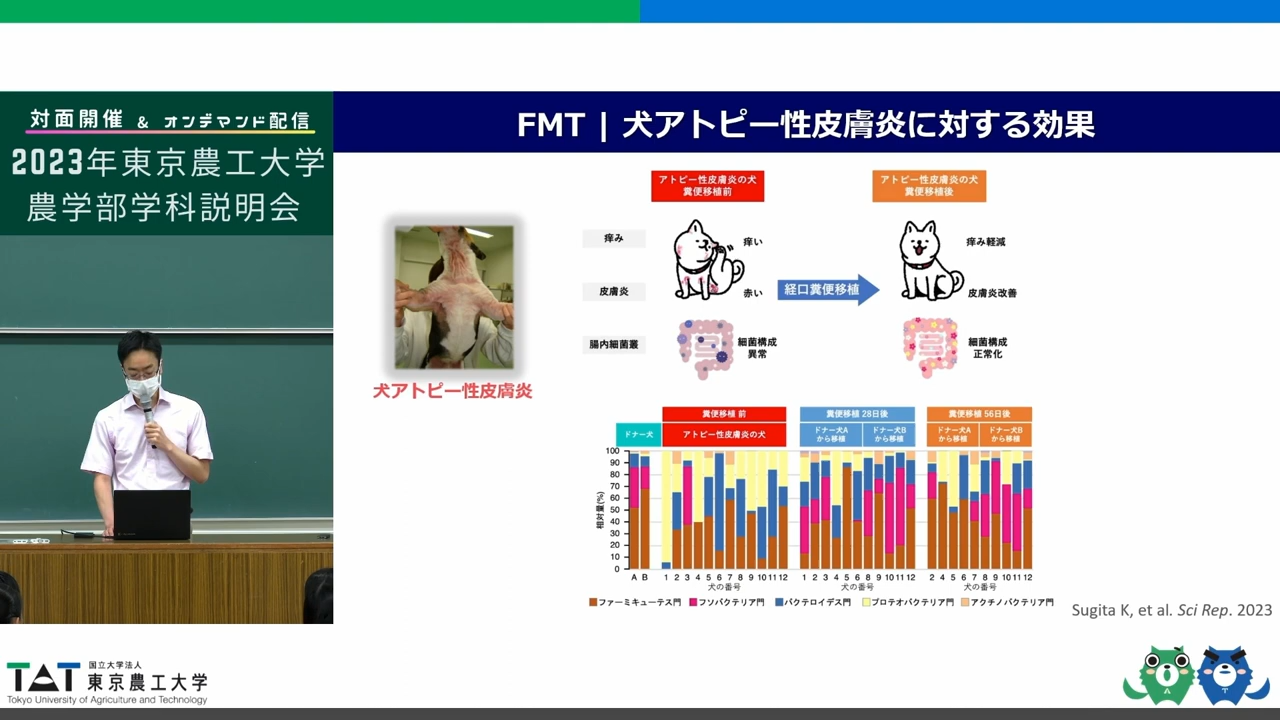 対面開催 & オンデマンド配信
2023年東京農工大学
農学部学科説明会
FMT | 犬アトピー性皮膚炎に対する効果
アトピー性皮膚炎の犬
糞便移植前
アトピー性皮膚炎の犬
糞便移植後
痒み
痒い
痒み軽減
皮膚炎
赤い
経口糞便移植
皮膚炎改善
腸内細菌叢
細菌構成
異常
細菌構成
正常化
犬アトピー性皮膚炎
糞便移植 前
糞便移植 28日後
糞便移植 56日後
ドナー犬
アトピー性皮膚炎の犬
ドナー犬A
から移植
ドナー犬B
から移植
ドナー犬A
から移植
ドナー犬B
から移植
相対量(%)
100
90
80
70
60
50
40
30
20
10
0
A B 1 2 3 4 5 6 7 8 9 10 11 12 1 2 3 4 5 6 8 9 10 11 12 2 4 5 6 7 8 9 10 11 12
犬の番号 犬の番号 犬の番号
ファーミキューテス門 フソバクテリア門 バクテロイデス門 プロテオバクテリア門 アクチノバクテリア門
Sugita K, et al. Sci Rep. 2023
TAT 国立大学法人
東京農工大学
Tokyo University of Agriculture and Technology
A T